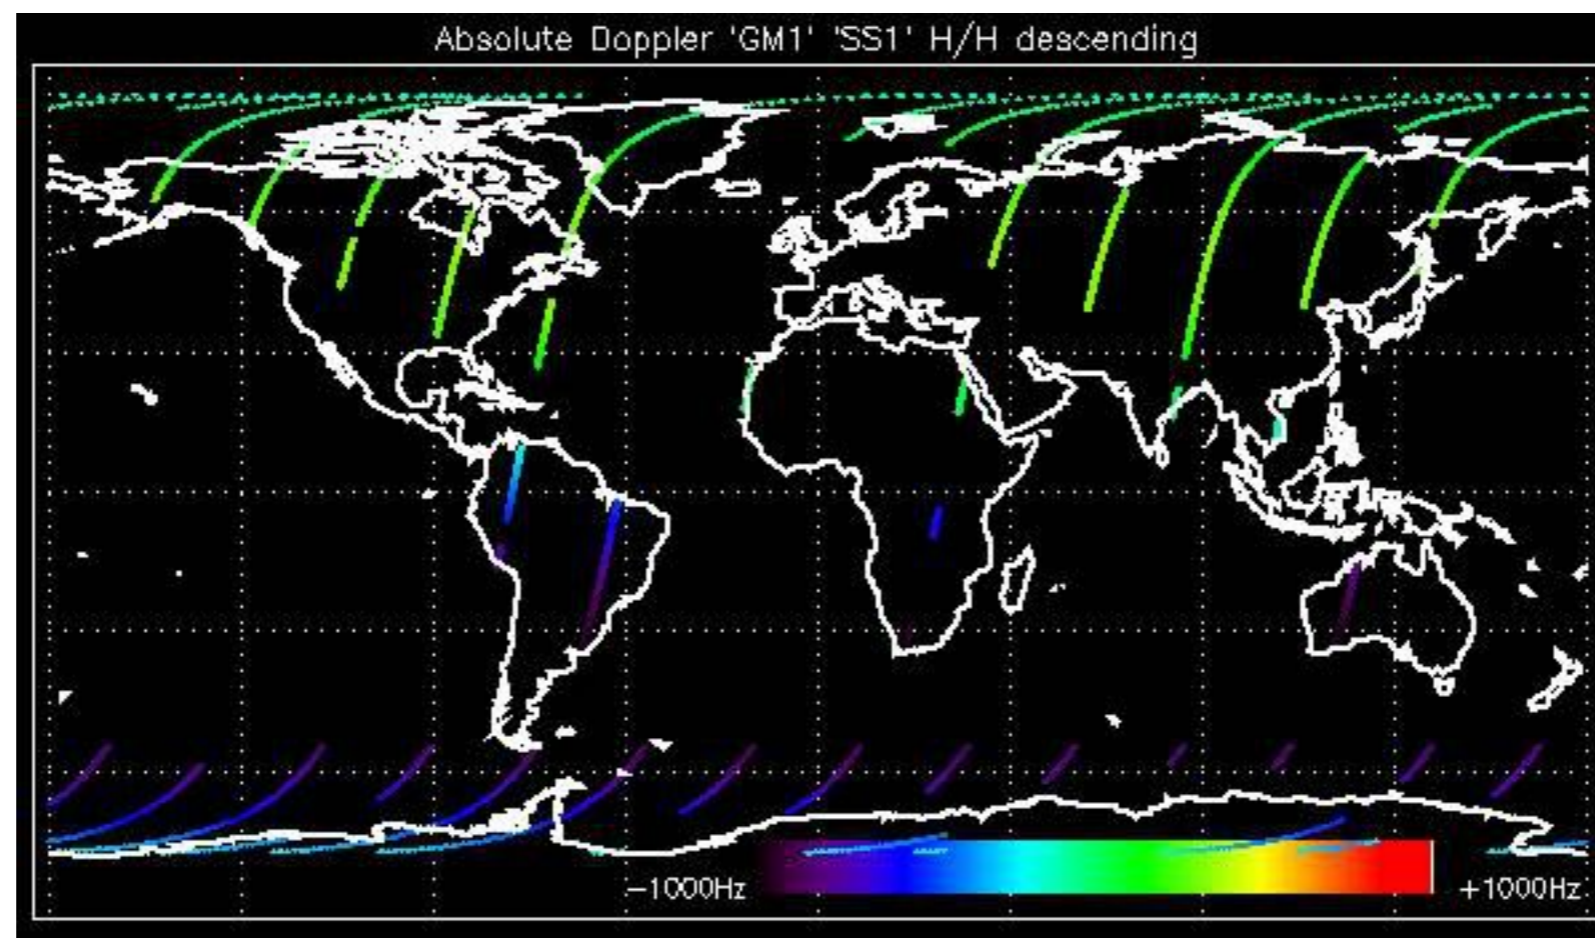 Absolute Doppler 'GM1' 'SS1' H/H descending
-1000Hz
+1000Hz